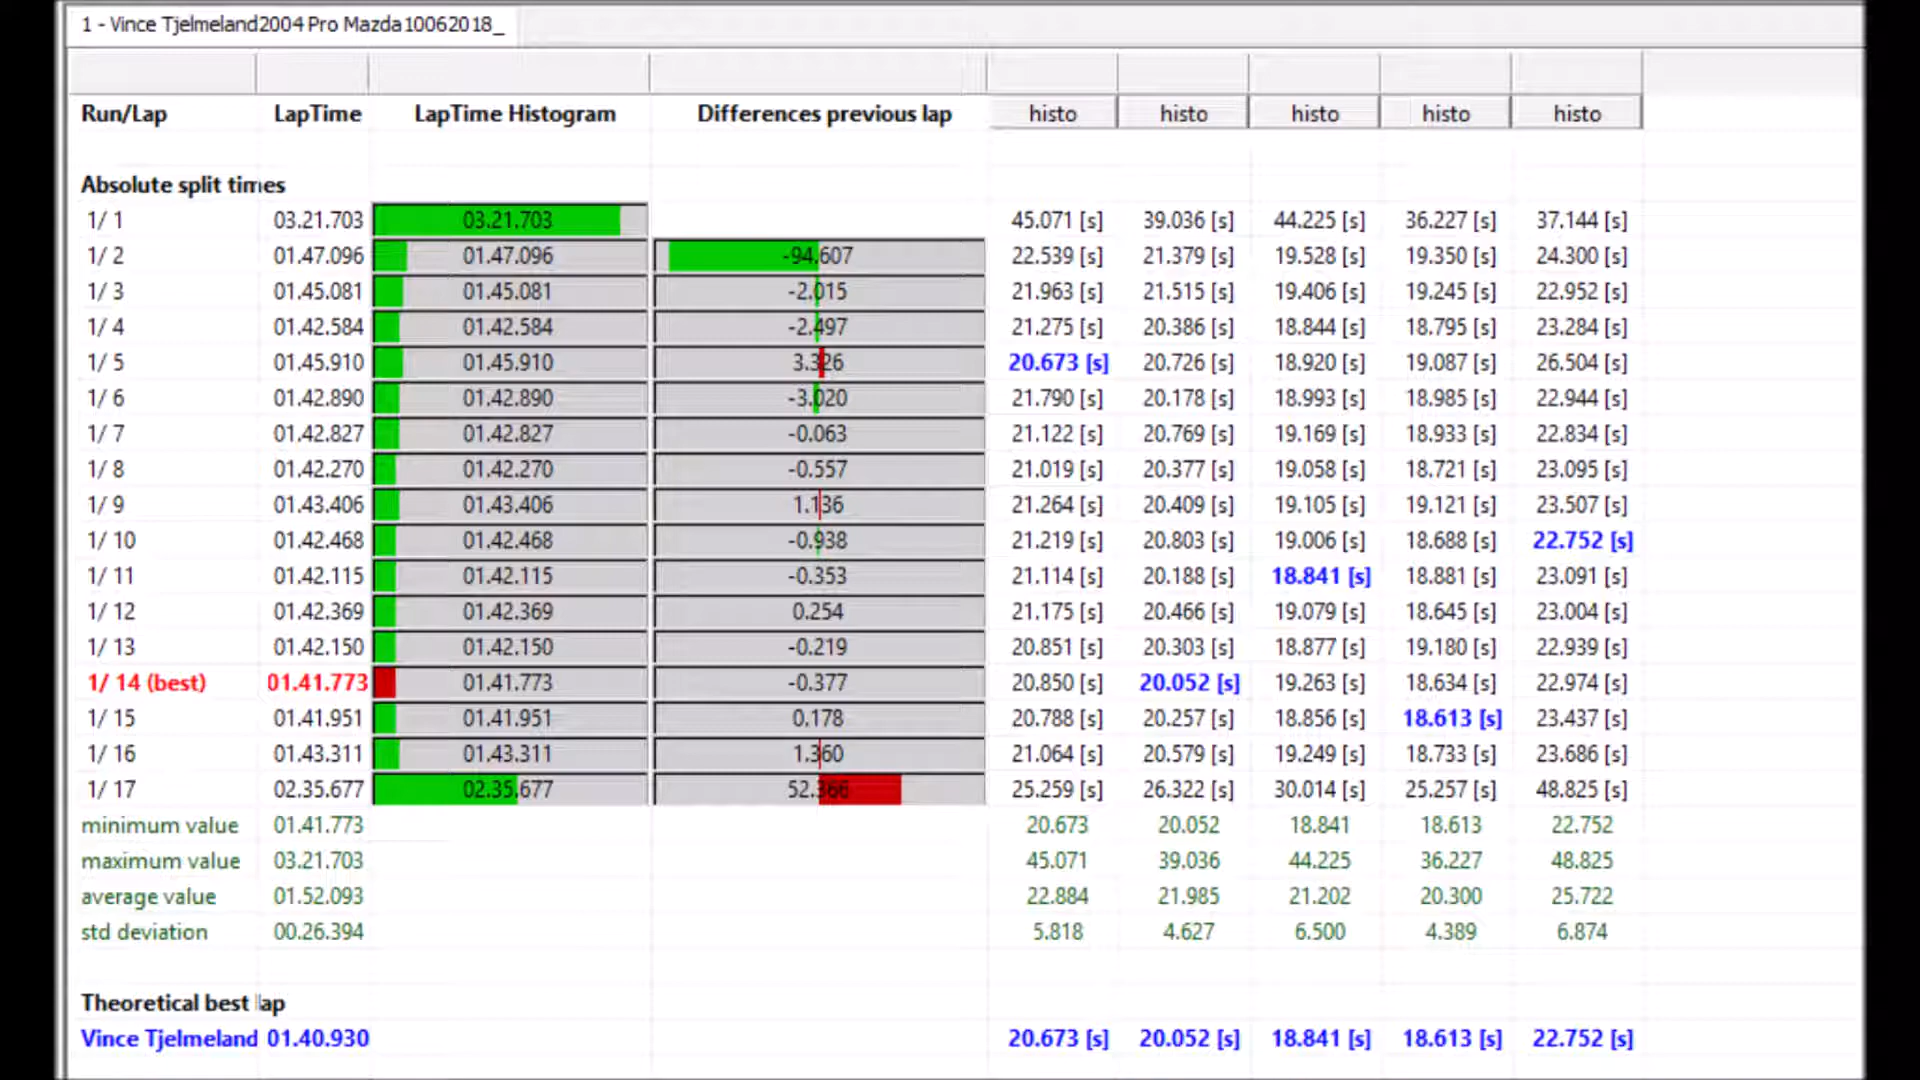 1 - Vince Tjelmeland2004 Pro Mazda10062018_
Run/Lap LapTime LapTime Histogram Differences previous lap histo histo histo histo histo
Absolute split times
1/ 1 03.21.703 03.21.703 45.071 [s] 39.036 [s] 44.225 [s] 36.227 [s] 37.144 [s]
1/ 2 01.47.096 01.47.096 -94.607 22.539 [s] 21.379 [s] 19.528 [s] 19.350 [s] 24.300 [s]
1/ 3 01.45.081 01.45.081 -2.015 21.963 [s] 21.515 [s] 19.406 [s] 19.245 [s] 22.952 [s]
1/ 4 01.42.584 01.42.584 -2.497 21.275 [s] 20.386 [s] 18.844 [s] 18.795 [s] 23.284 [s]
1/ 5 01.45.910 01.45.910 3.326 20.673 [s] 20.726 [s] 18.920 [s] 19.087 [s] 26.504 [s]
1/ 6 01.42.890 01.42.890 -3.020 21.790 [s] 20.178 [s] 18.993 [s] 18.985 [s] 22.944 [s]
1/ 7 01.42.827 01.42.827 -0.063 21.122 [s] 20.769 [s] 19.169 [s] 18.933 [s] 22.834 [s]
1/ 8 01.42.270 01.42.270 -0.557 21.019 [s] 20.377 [s] 19.058 [s] 18.721 [s] 23.095 [s]
1/ 9 01.43.406 01.43.406 1.136 21.264 [s] 20.409 [s] 19.105 [s] 19.121 [s] 23.507 [s]
1/ 10 01.42.468 01.42.468 -0.938 21.219 [s] 20.803 [s] 19.006 [s] 18.688 [s] 22.752 [s]
1/ 11 01.42.115 01.42.115 -0.353 21.114 [s] 20.188 [s] 18.841 [s] 18.881 [s] 23.091 [s]
1/ 12 01.42.369 01.42.369 0.254 21.175 [s] 20.466 [s] 19.079 [s] 18.645 [s] 23.004 [s]
1/ 13 01.42.150 01.42.150 -0.219 20.851 [s] 20.303 [s] 18.877 [s] 19.180 [s] 22.939 [s]
1/ 14 (best) 01.41.773 01.41.773 -0.377 20.850 [s] 20.052 [s] 19.263 [s] 18.634 [s] 22.974 [s]
1/ 15 01.41.951 01.41.951 0.178 20.788 [s] 20.257 [s] 18.856 [s] 18.613 [s] 23.437 [s]
1/ 16 01.43.311 01.43.311 1.360 21.064 [s] 20.579 [s] 19.249 [s] 18.733 [s] 23.686 [s]
1/ 17 02.35.677 02.35.677 52.366 25.259 [s] 26.322 [s] 30.014 [s] 25.257 [s] 48.825 [s]
minimum value 01.41.773 20.673 20.052 18.841 18.613 22.752
maximum value 03.21.703 45.071 39.036 44.225 36.227 48.825
average value 01.52.093 22.884 21.985 21.202 20.300 25.722
std deviation 00.26.394 5.818 4.627 6.500 4.389 6.874
Theoretical best lap
Vince Tjelmeland 01.40.930 20.673 [s] 20.052 [s] 18.841 [s] 18.613 [s] 22.752 [s]